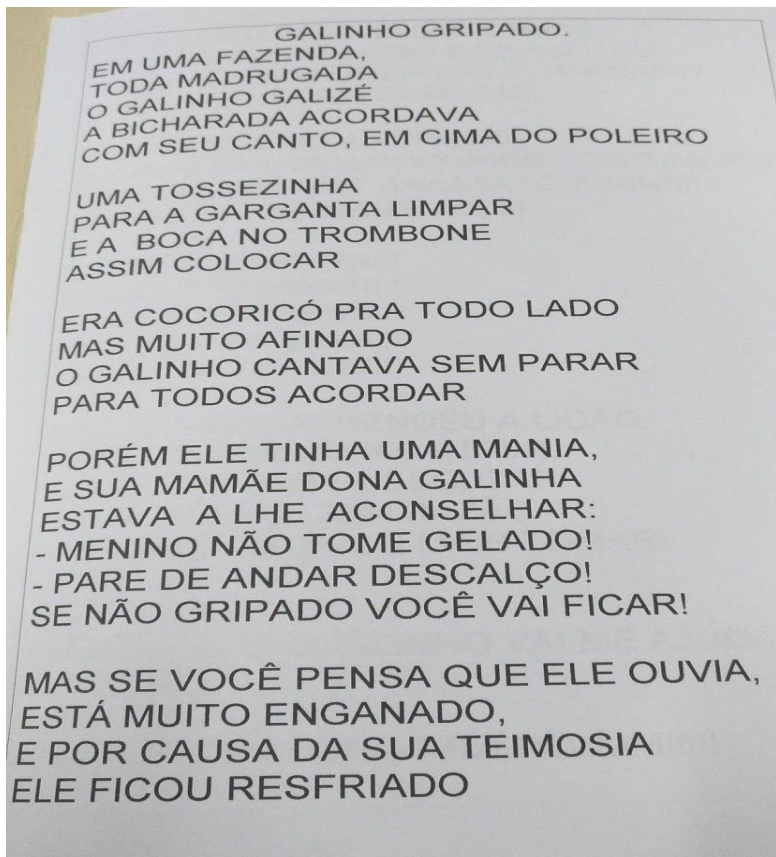 GALINHO GRIPADO.
EM UMA FAZENDA,
TODA MADRUGADA
O GALINHO GALIZÉ
A BICHARADA ACORDAVA
COM SEU CANTO, EM CIMA DO POLEIRO
UMA TOSSEZINHA
PARA A GARGANTA LIMPAR
E A BOCA NO TROMBONE
ASSIM COLOCAR
ERA COCORICÓ PRA TODO LADO
MAS MUITO AFINADO
O GALINHO CANTAVA SEM PARAR
PARA TODOS ACORDAR
PORÉM ELE TINHA UMA MANIA,
E SUA MAMÃE DONA GALINHA
ESTAVA A LHE ACONSELHAR:
- MENINO NÃO TOME GELADO!
- PARE DE ANDAR DESCALÇO!
SE NÃO GRIPADO VOCÊ VAI FICAR!
MAS SE VOCÊ PENSA QUE ELE OUVIA,
ESTÁ MUITO ENGANADO,
E POR CAUSA DA SUA TEIMOSIA
ELE FICOU RESFRIADO